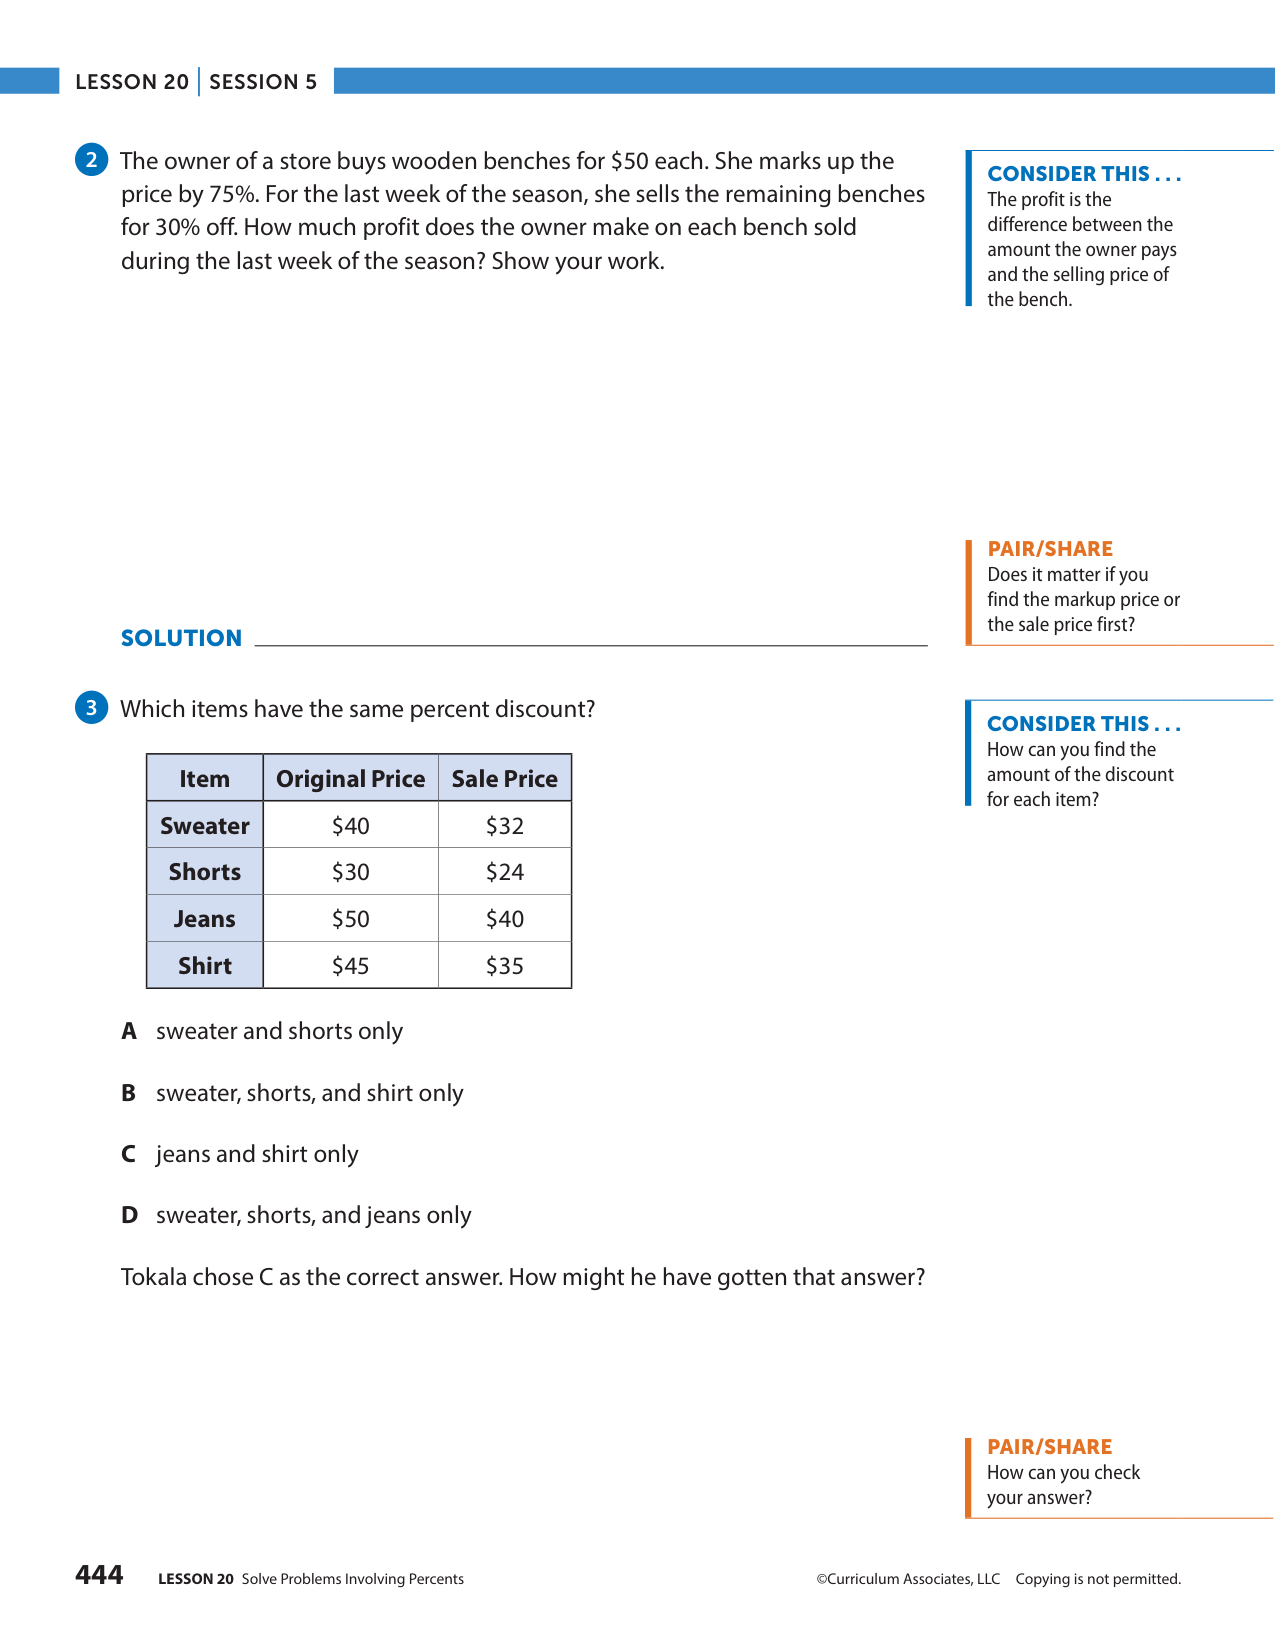 LESSON 20 | SESSION 5
2 The owner of a store buys wooden benches for $50 each. She marks up the
price by 75%. For the last week of the season, she sells the remaining benches
for 30% off. How much profit does the owner make on each bench sold
during the last week of the season? Show your work.
CONSIDER THIS . . .
The profit is the
difference between the
amount the owner pays
and the selling price of
the bench.
PAIR/SHARE
Does it matter if you
find the markup price or
the sale price first?
SOLUTION
3 Which items have the same percent discount?
CONSIDER THIS . . .
How can you find the
amount of the discount
for each item?
Item Original Price Sale Price
Sweater $40 $32
Shorts $30 $24
Jeans $50 $40
Shirt $45 $35
A sweater and shorts only
B sweater, shorts, and shirt only
C jeans and shirt only
D sweater, shorts, and jeans only
Tokala chose C as the correct answer. How might he have gotten that answer?
PAIR/SHARE
How can you check
your answer?
444 LESSON 20 Solve Problems Involving Percents ©Curriculum Associates, LLC Copying is not permitted.